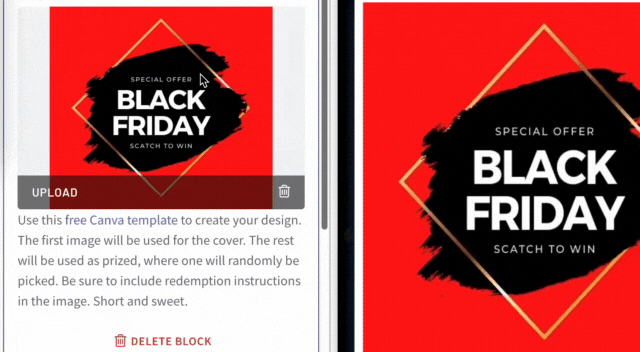 SPECIAL OFFER
BLACK
FRIDAY
SCATCH TO WIN
UPLOAD
Use this free Canva template to create your design.
The first image will be used for the cover. The rest
will be used as prized, where one will randomly be
picked. Be sure to include redemption instructions
in the image. Short and sweet.
DELETE BLOCK
SPECIAL OFFER
BLACK
FRIDAY
SCATCH TO WIN